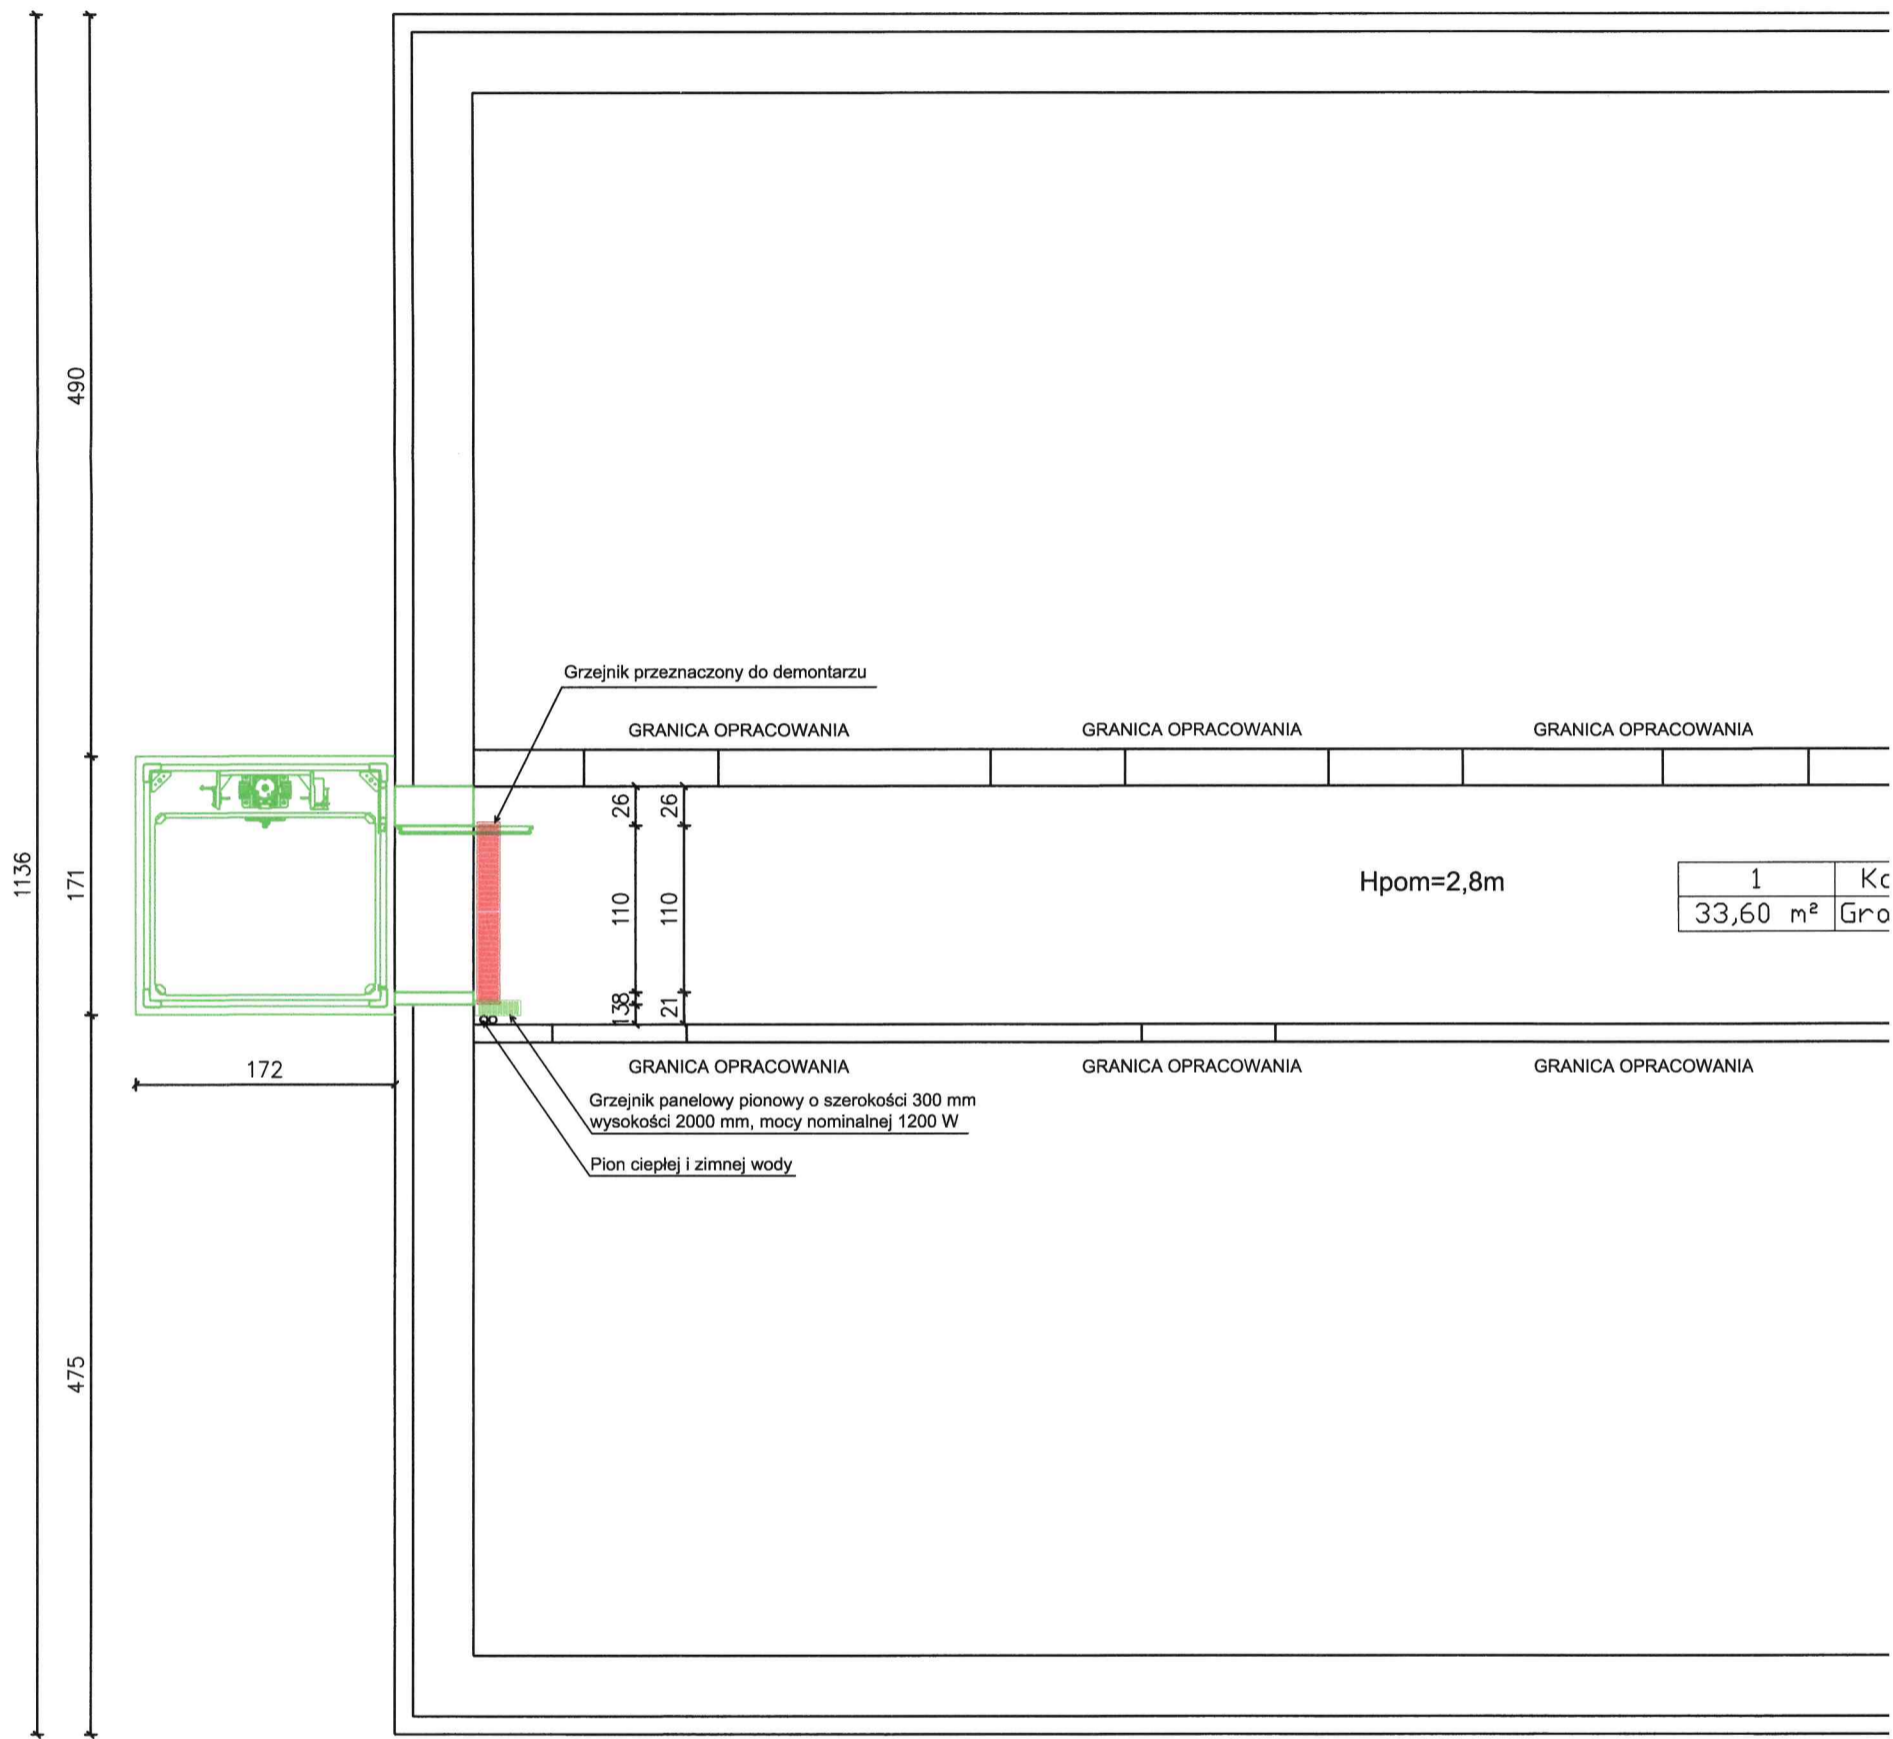 490
Grzejnik przeznaczony do demontarzu
GRANICA OPRACOWANIA
GRANICA OPRACOWANIA
GRANICA OPRACOWANIA
26
26
1136
171
110
110
Hpom=2,8m
1
33,60 m²
138
21
172
GRANICA OPRACOWANIA
GRANICA OPRACOWANIA
GRANICA OPRACOWANIA
Grzejnik panelowy pionowy o szerokości 300 mm
wysokości 2000 mm, mocy nominalnej 1200 W
Pion ciepłej i zimnej wody
475